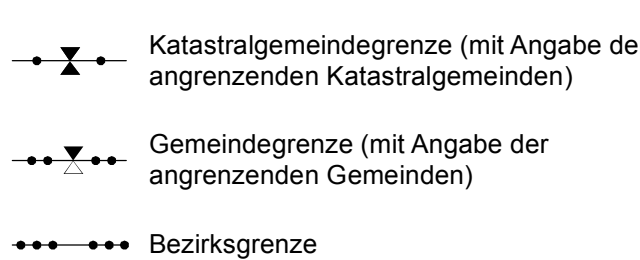 Katastralgemeindegrenze (mit Angabe de
angrenzenden Katastralgemeinden)
Gemeindegrenze (mit Angabe der
angrenzenden Gemeinden)
Bezirksgrenze